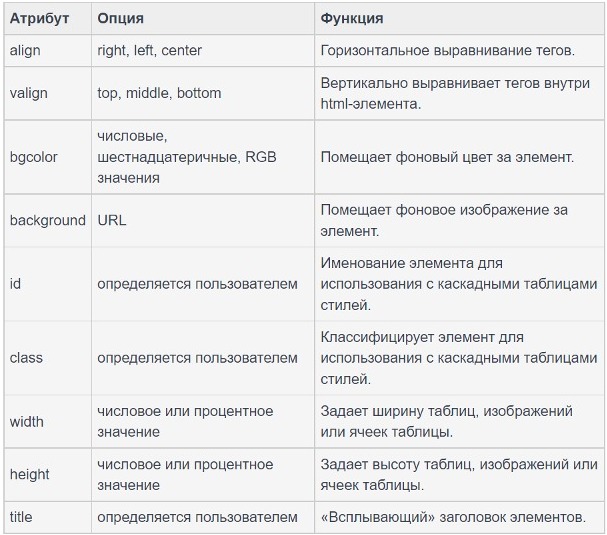 Атрибут Опция Функция
align right, left, center Горизонтальное выравнивание тегов.
valign top, middle, bottom Вертикально выравнивает тегов внутри
html-элемента.
bgcolor числовые,
шестнадцатеричные, RGB
значения Помещает фоновый цвет за элемент.
background URL Помещает фоновое изображение за
элемент.
id определяется пользователем Именование элемента для
использования с каскадными таблицами
стилей.
class определяется пользователем Классифицирует элемент для
использования с каскадными таблицами
стилей.
width числовое или процентное
значение Задает ширину таблиц, изображений
или ячеек таблицы.
height числовое или процентное
значение Задает высоту таблиц, изображений или
ячеек таблицы.
title определяется пользователем «Всплывающий» заголовок элементов.